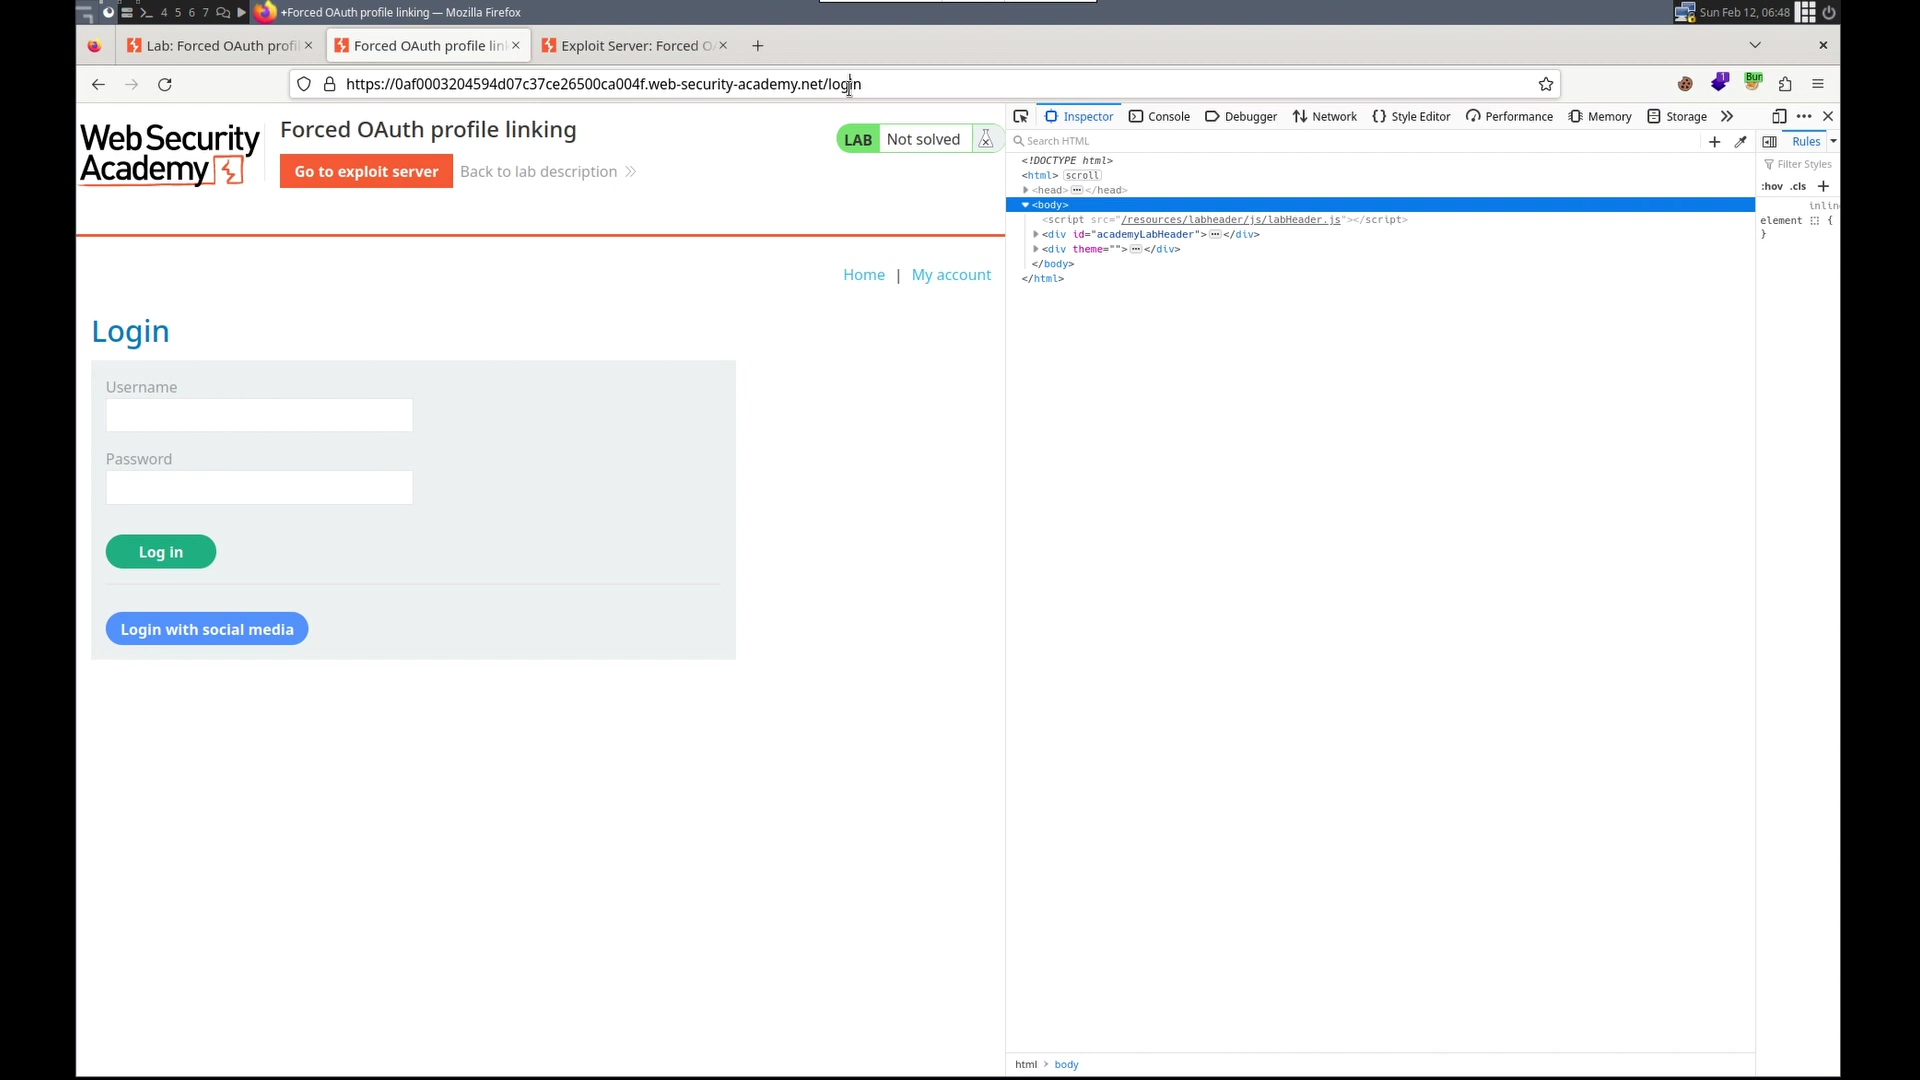 4 5 6 7
+Forced OAuth profile linking — Mozilla Firefox
Sun Feb 12, 06:48
Lab: Forced OAuth profi
Forced OAuth profile lin
Exploit Server: Forced O
https://0af0003204594d07c37ce26500ca004f.web-security-academy.net/login
1
Bur
WebSecurity
Academy
Forced OAuth profile linking
Go to exploit server
Back to lab description
LAB
Not solved
Home | My account
Login
Username
Password
Log in
Login with social media
Inspector
Console
Debugger
Network
Style Editor
Performance
Memory
Storage
Search HTML
Rules
Filter Styles
:hov .cls
<!DOCTYPE html>
<html> scroll
<head> </head>
<body>
<script src="/resources/labheader/js/labHeader.js"></script>
<div id="academyLabHeader"> </div>
<div theme=""> </div>
</body>
</html>
inlin
element {
}
html > body